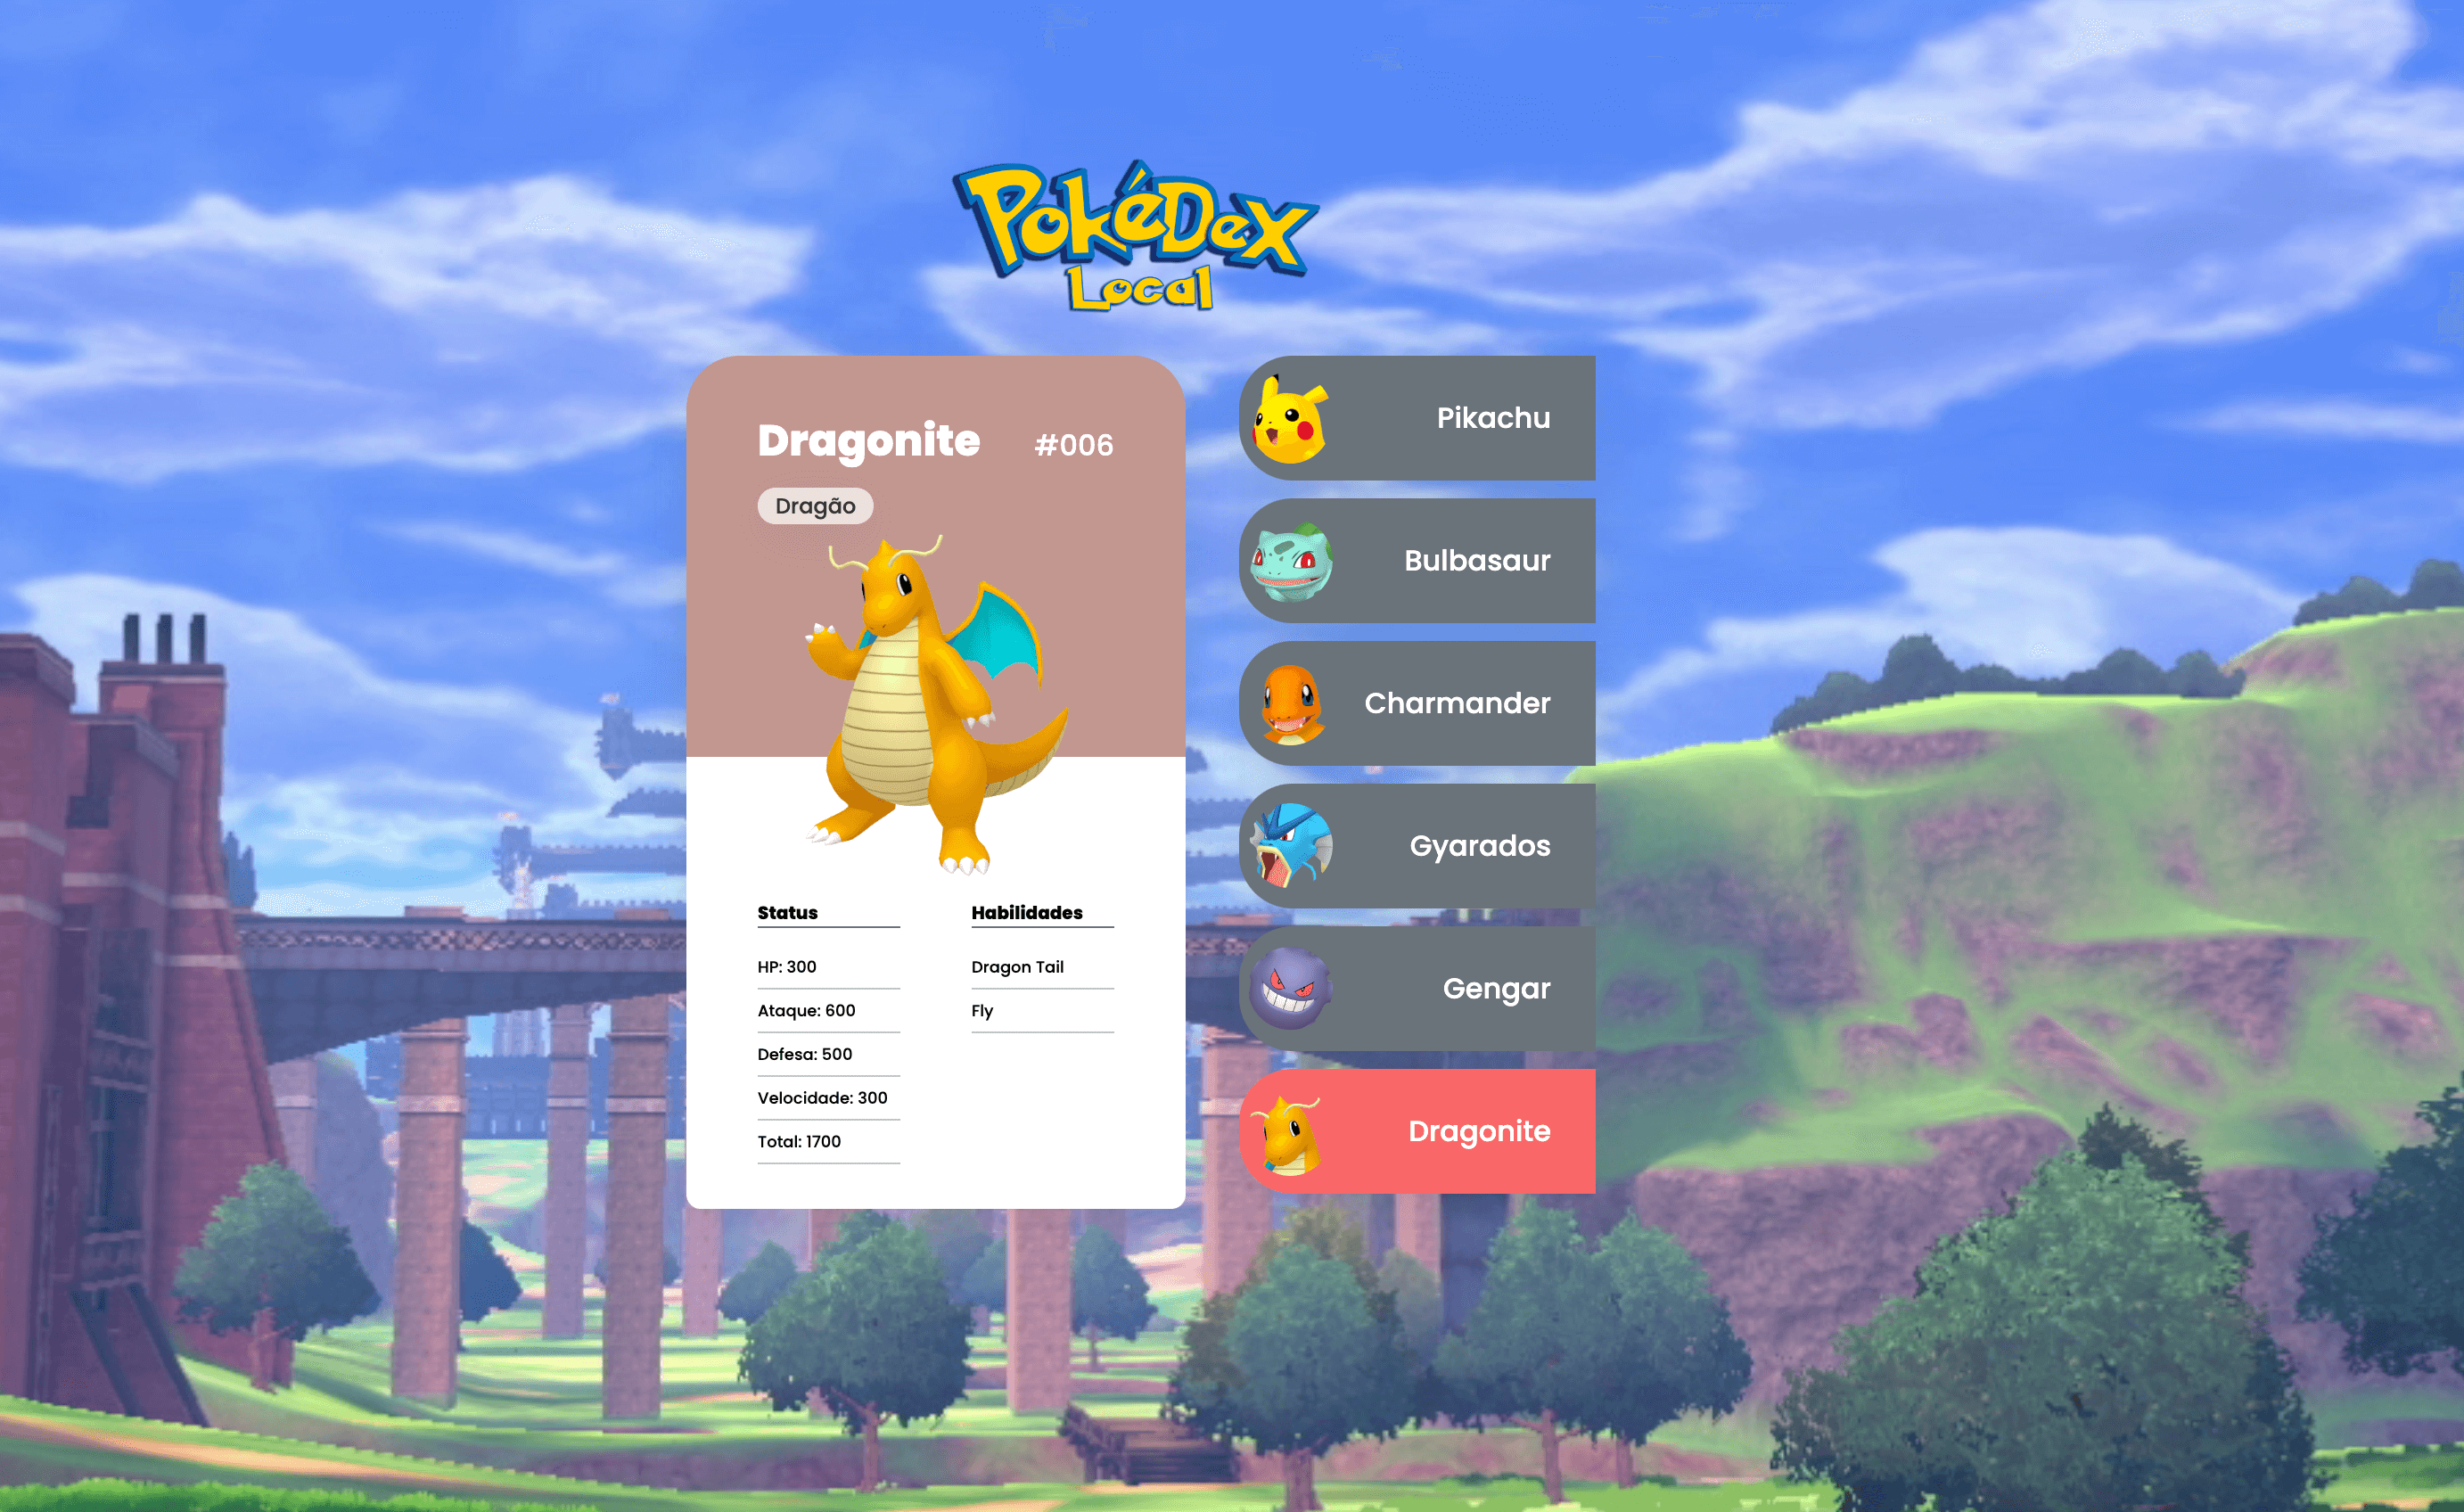 PokéDex
Local
Dragonite #006
Dragão
Status
HP: 300
Ataque: 600
Defesa: 500
Velocidade: 300
Total: 1700
Habilidades
Dragon Tail
Fly
Pikachu
Bulbasaur
Charmander
Gyarados
Gengar
Dragonite